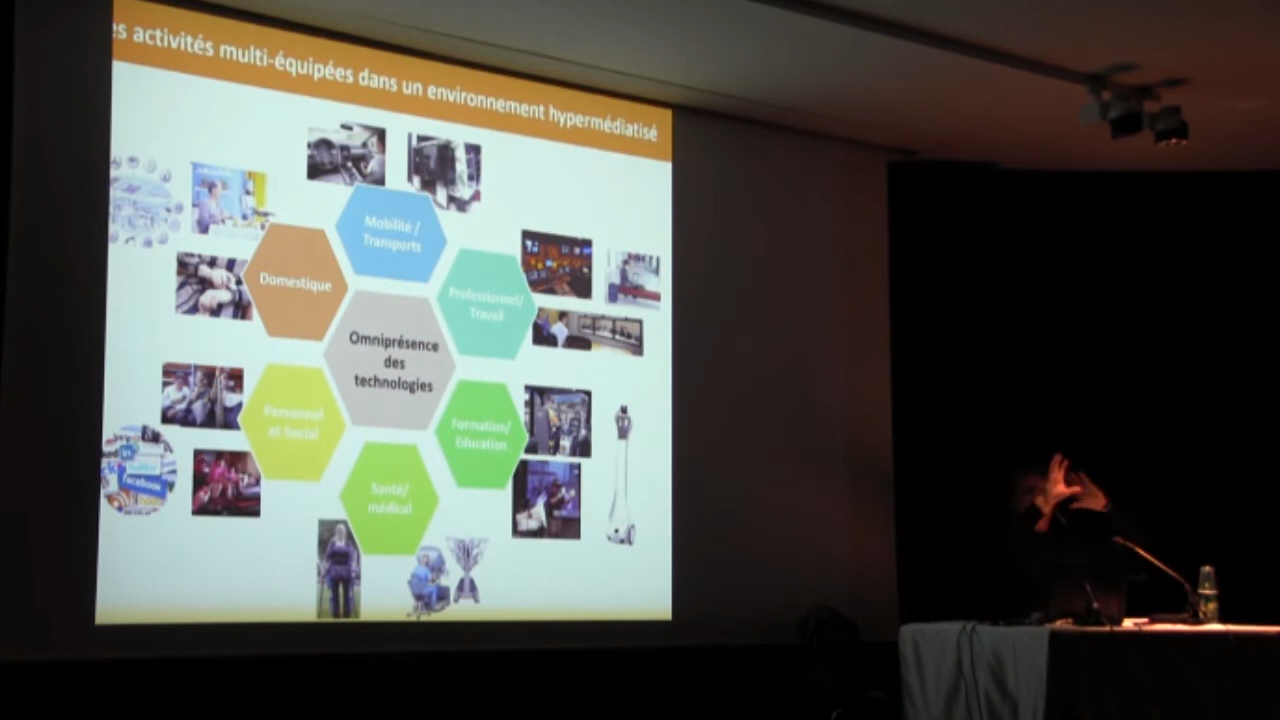 es activités multi-équipées dans un environnement hypermédiatisé
Mobilité /
Transports
Domestique
Professionnel/
Travail
Omniprésence
des
technologies
Personnel
et Social
Formation/
Education
Santé/
médical
facebook